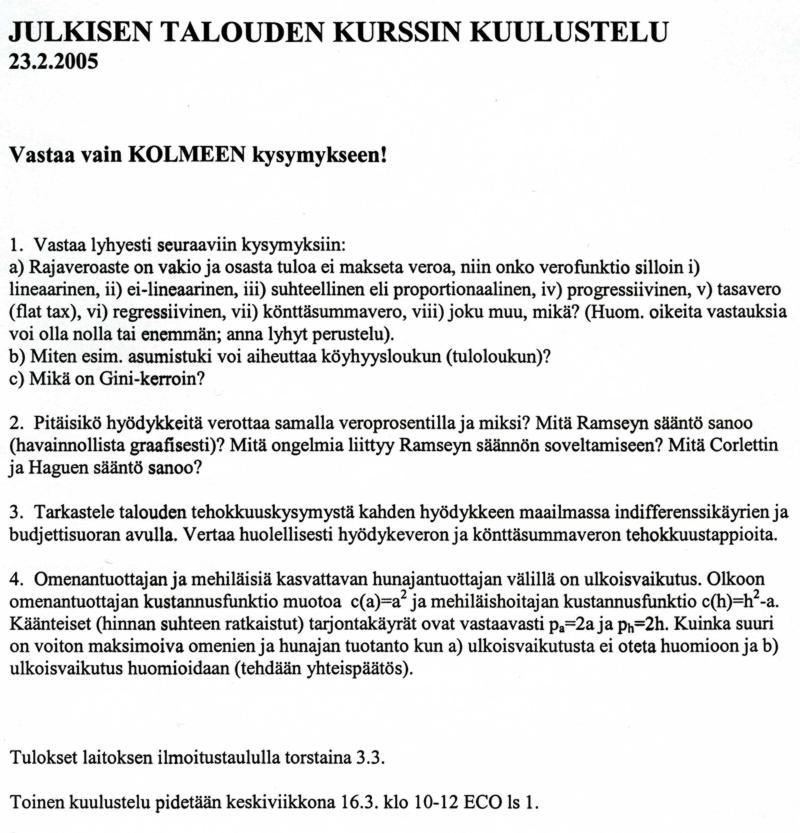 JULKISEN TALOUDEN KURSSIN KUULUSTELU
23.2.2005
Vastaa vain KOLMEEN kysymykseen!
1. Vastaa lyhyesti seuraaviin kysymyksiin:
a) Rajaveroaste on vakio ja osasta tuloa ei makseta veroa, niin onko verofunktio silloin i)
lineaarinen, ii) ei-lineaarinen, iii) suhteellinen eli proportionaalinen, iv) progressiivinen, v) tasavero
(flat tax), vi) regressiivinen, vii) könttäsummavero, viii) joku muu, mikä? (Huom. oikeita vastauksia
voi olla nolla tai enemmän; anna lyhyt perustelu).
b) Miten esim. asumistuki voi aiheuttaa köyhyysloukun (tuloloukun)?
c) Mikä on Gini-kerroin?
2. Pitäisikö hyödykkeitä verottaa samalla veroprosentilla ja miksi? Mitä Ramseyn sääntö sanoo
(havainnollista graafisesti)? Mitä ongelmia liittyy Ramseyn säännön soveltamiseen? Mitä Corlettin
ja Haguen sääntö sanoo?
3. Tarkastele talouden tehokkuuskysymystä kahden hyödykkeen maailmassa indifferenssikäyrien ja
budjettisuoran avulla. Vertaa huolellisesti hyödykeveron ja könttäsummaveron tehokkuustappioita.
4. Omenantuottajan ja mehiläisiä kasvattavan hunajantuottajan välillä on ulkoisvaikutus. Olkoon
omenantuottajan kustannusfunktio muotoa c(a)=a² ja mehiläishoitajan kustannusfunktio c(h)=h²-a.
Käänteiset (hinnan suhteen ratkaistut) tarjontakäyrät ovat vastaavasti pₐ=2a ja pₕ=2h. Kuinka suuri
on voiton maksimoiva omenien ja hunajan tuotanto kun a) ulkoisvaikutusta ei oteta huomioon ja b)
ulkoisvaikutus huomioidaan (tehdään yhteispäätös).
Tulokset laitoksen ilmoitustaululla torstaina 3.3.
Toinen kuulustelu pidetään keskiviikkona 16.3. klo 10-12 ECO ls 1.